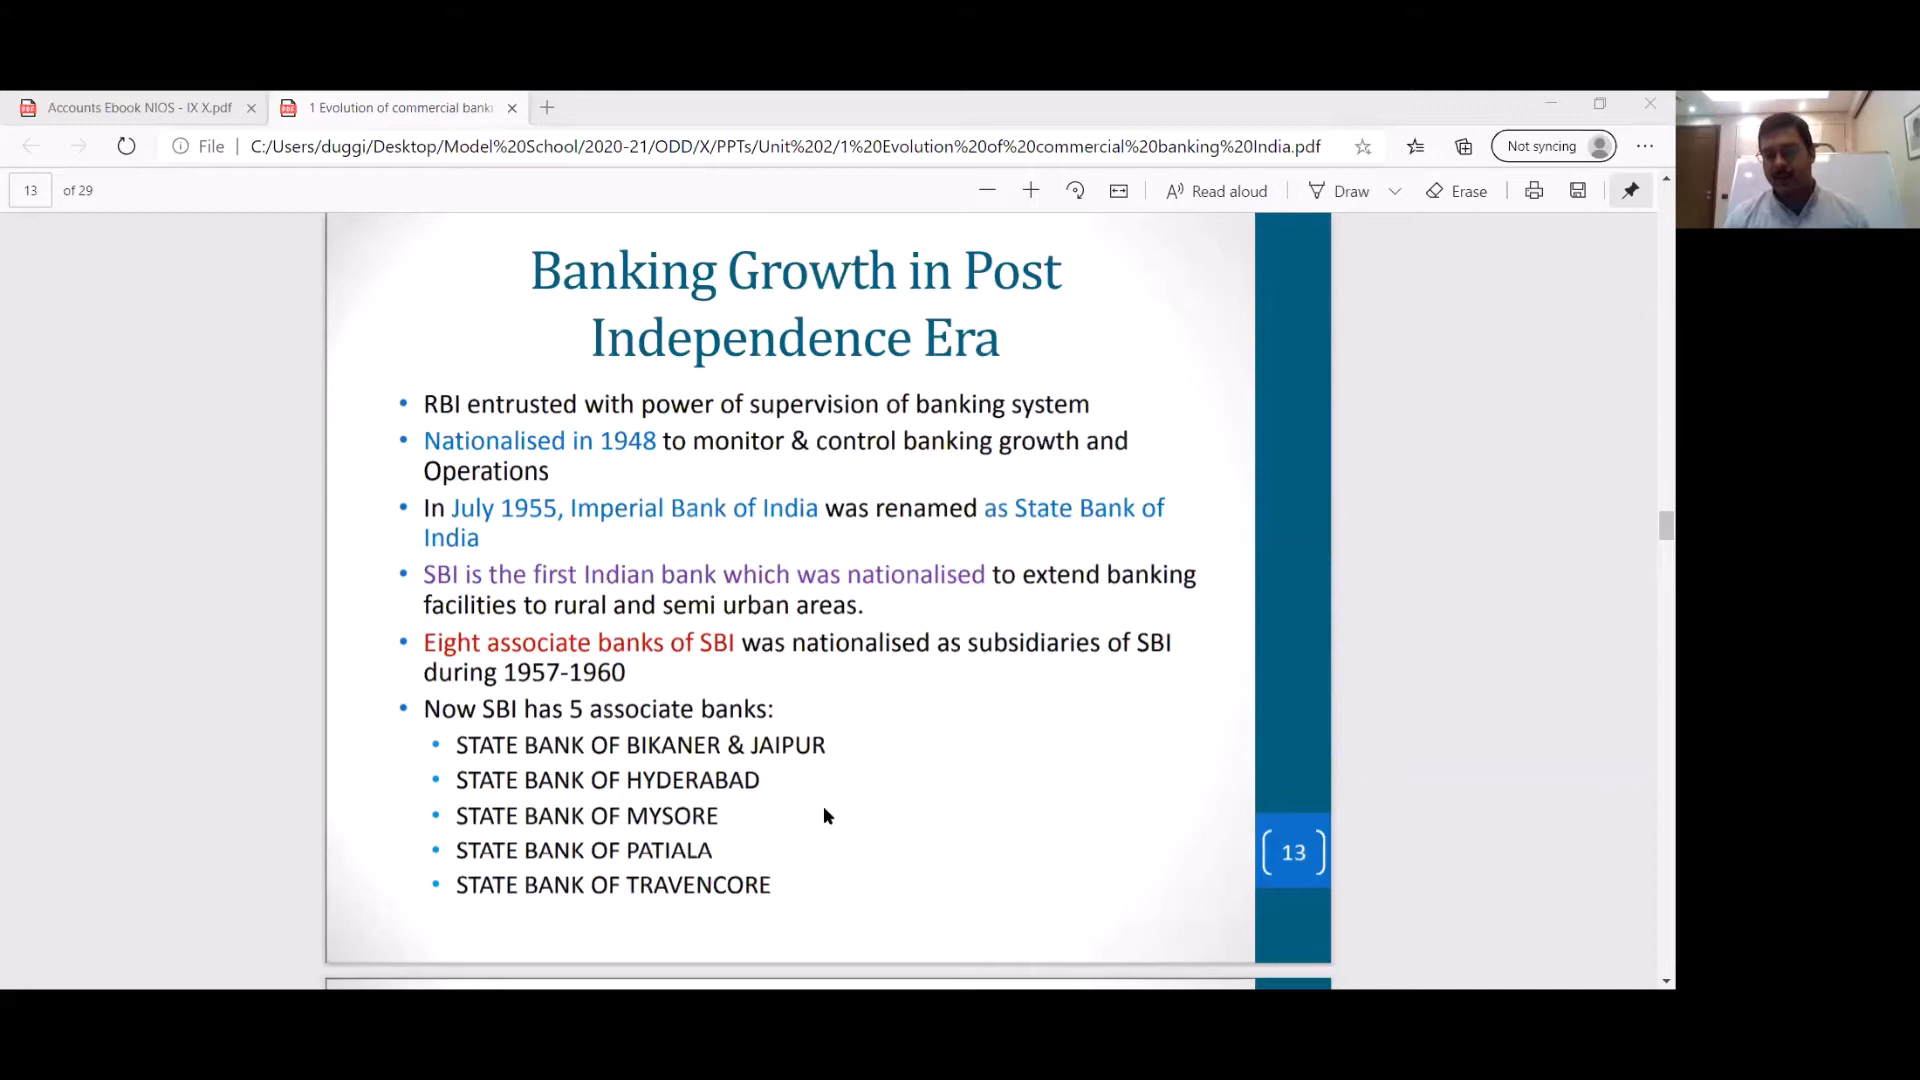 Accounts Ebook NIOS - IX X.pdf
1 Evolution of commercial bank
Not syncing
File
C:/Users/duggi/Desktop/Model%20School/2020-21/ODD/X/PPTs/Unit%202/1%20Evolution%20of%20commercial%20banking%20India.pdf
13 of 29
Read aloud
Draw
Erase
Banking Growth in Post
Independence Era
• RBI entrusted with power of supervision of banking system
• Nationalised in 1948 to monitor & control banking growth and
Operations
• In July 1955, Imperial Bank of India was renamed as State Bank of
India
• SBI is the first Indian bank which was nationalised to extend banking
facilities to rural and semi urban areas.
• Eight associate banks of SBI was nationalised as subsidiaries of SBI
during 1957-1960
• Now SBI has 5 associate banks:
• STATE BANK OF BIKANER & JAIPUR
• STATE BANK OF HYDERABAD
• STATE BANK OF MYSORE
• STATE BANK OF PATIALA
• STATE BANK OF TRAVENCORE
13